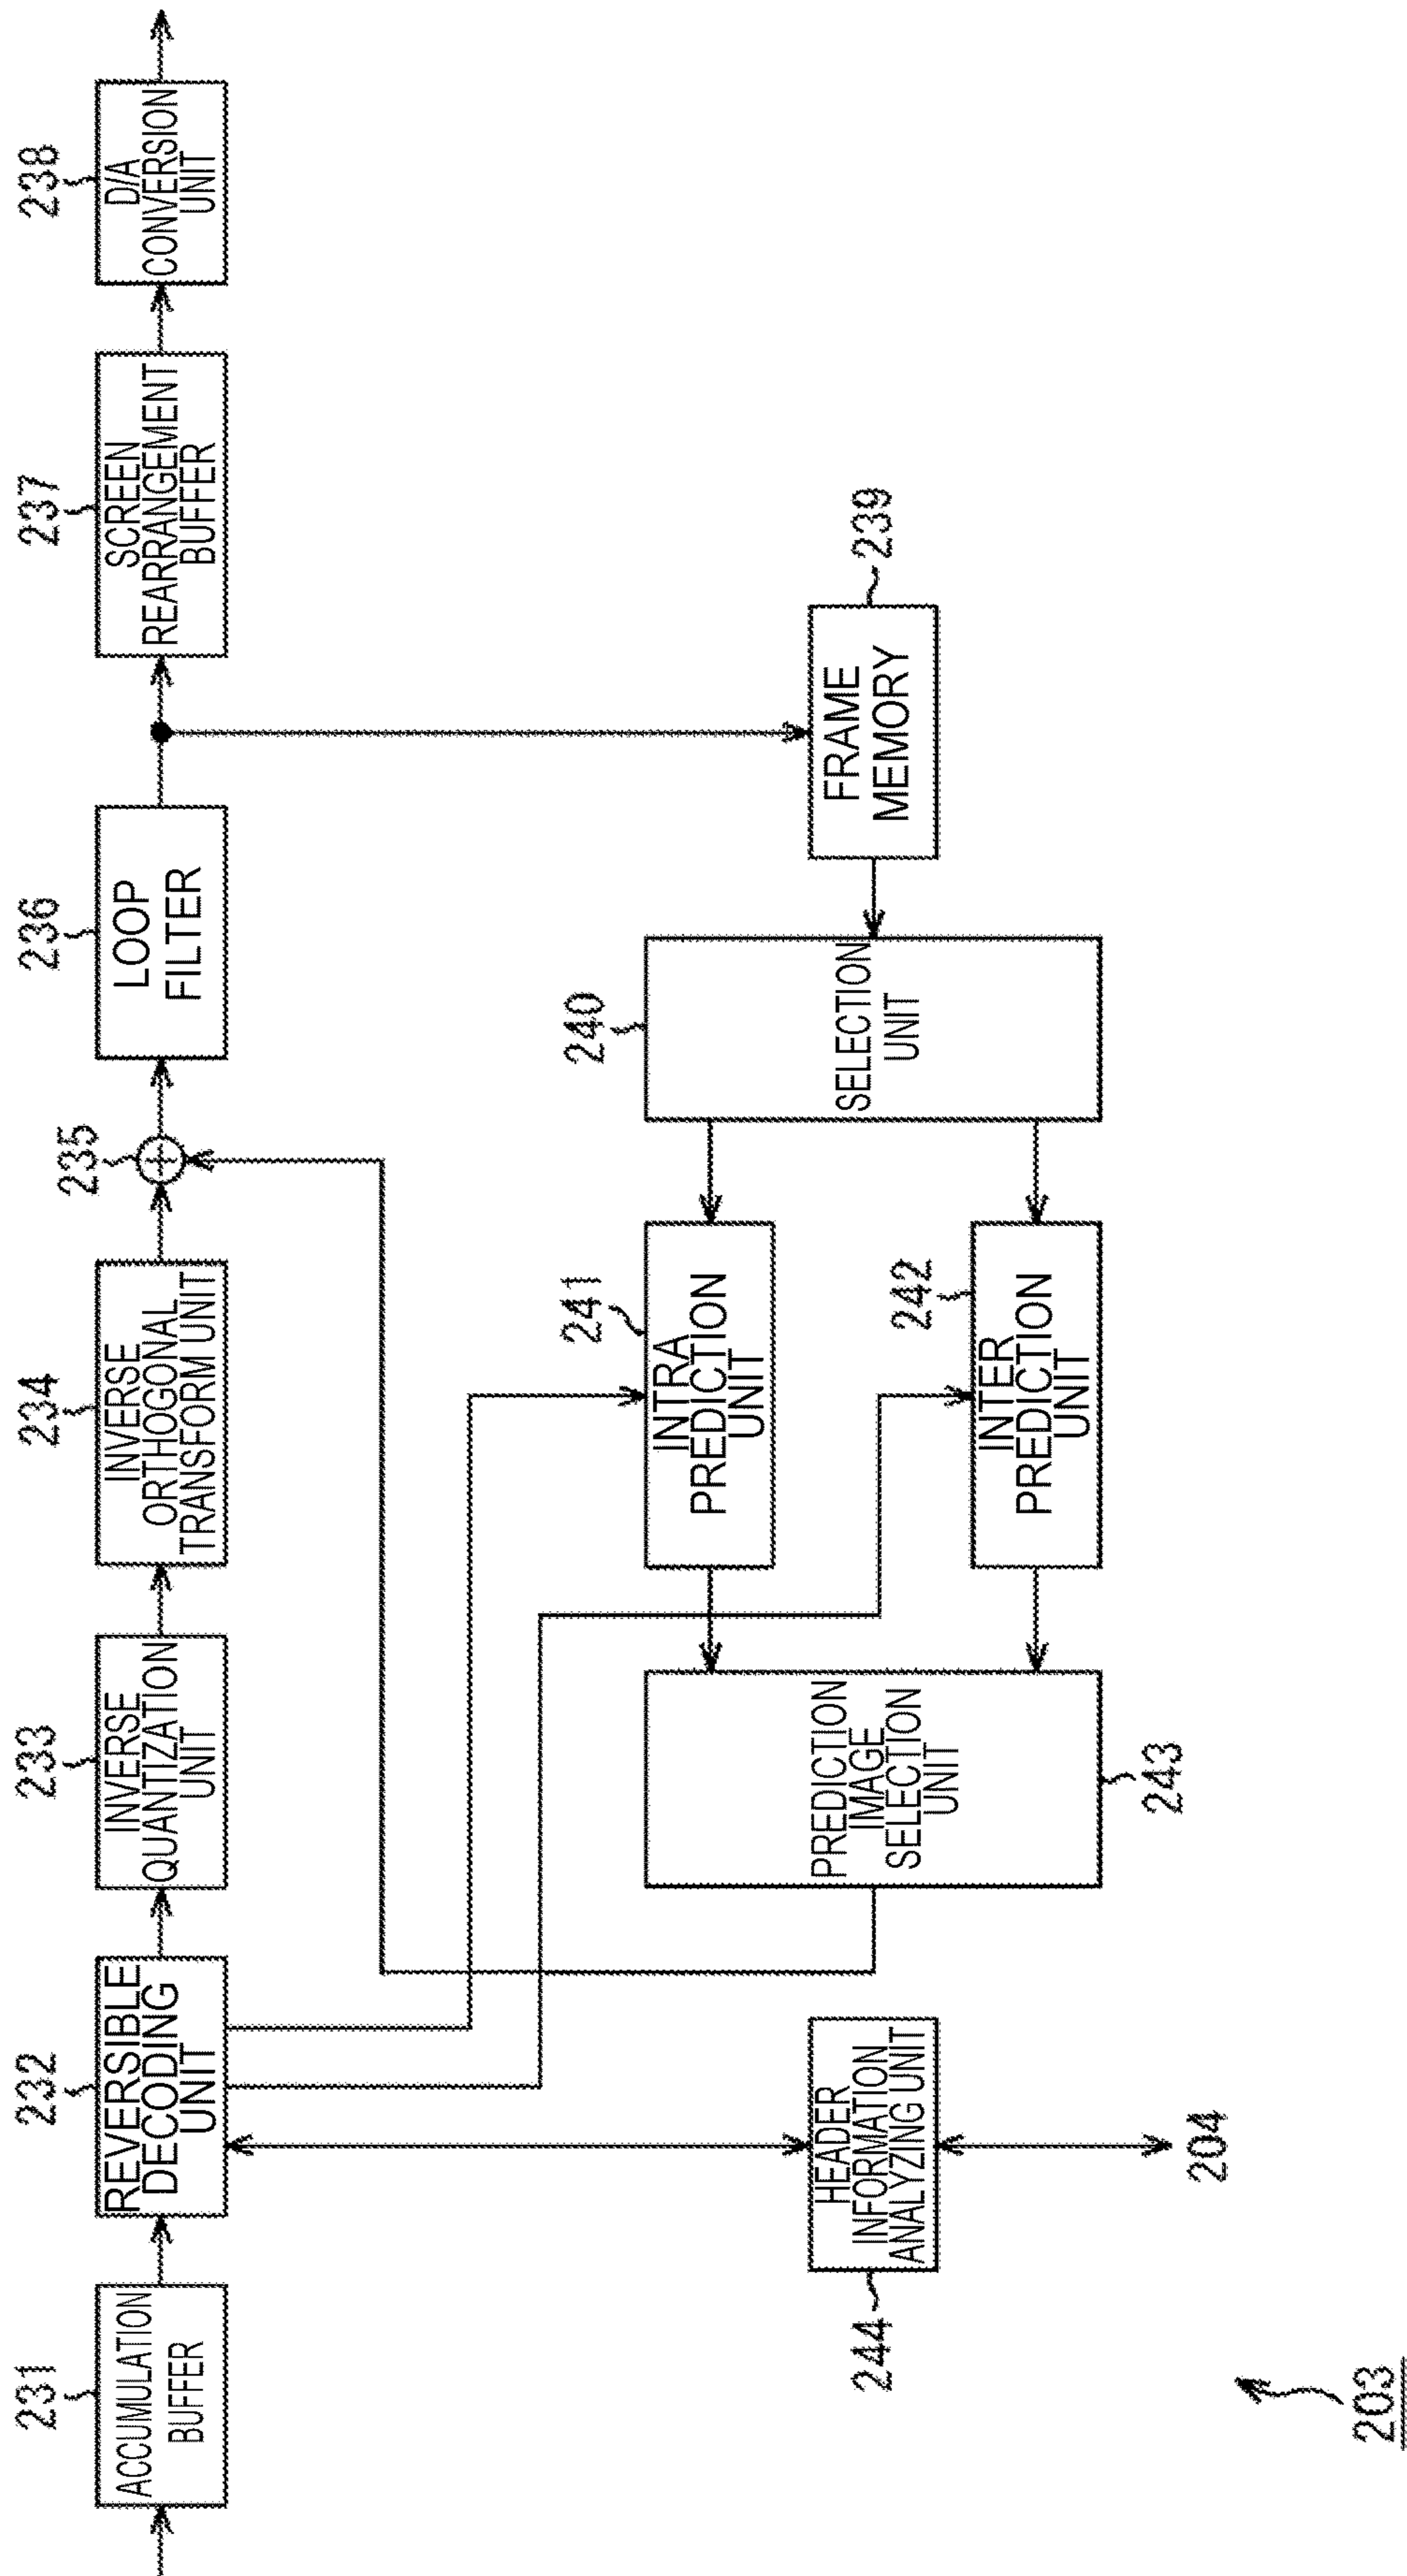 231
ACCUMULATION
BUFFER
232
REVERSIBLE
DECODING
UNIT
233
INVERSE
QUANTIZATION
UNIT
234
INVERSE
ORTHOGONAL
TRANSFORM UNIT
235
236
LOOP
FILTER
237
SCREEN
REARRANGEMENT
BUFFER
238
D/A
CONVERSION
UNIT
239
FRAME
MEMORY
240
SELECTION
UNIT
241
INTRA
PREDICTION
UNIT
242
INTER
PREDICTION
UNIT
243
PREDICTION
IMAGE
SELECTION
UNIT
244
HEADER
INFORMATION
ANALYZING UNIT
204
203